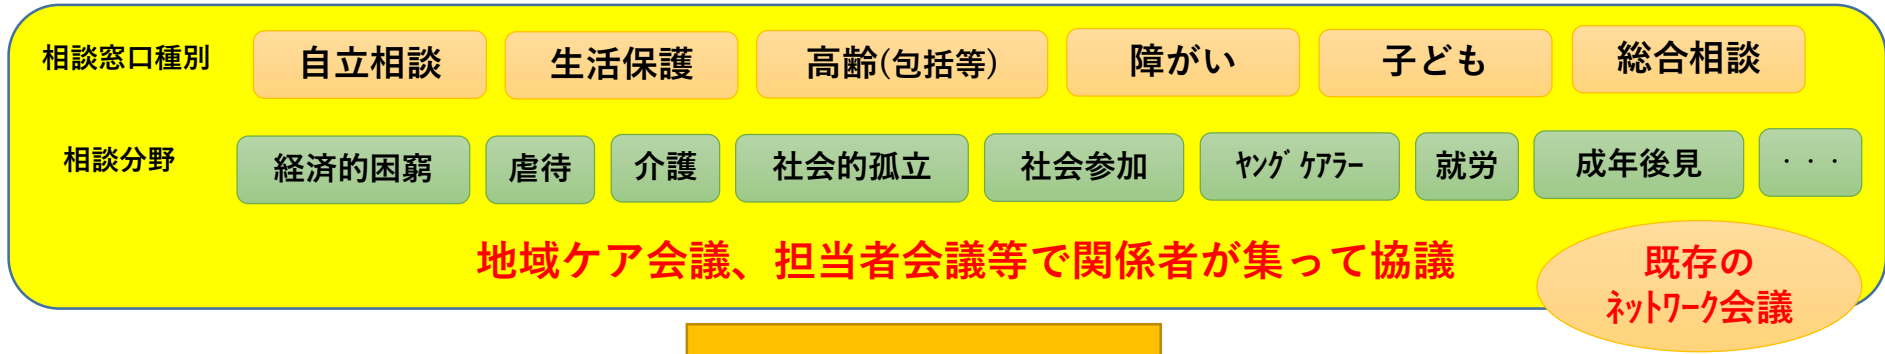 相談窓口種別 自立相談 生活保護 高齢(包括等) 障がい 子ども 総合相談
相談分野 経済的困窮 虐待 介護 社会的孤立 社会参加 ﾔﾝｸﾞｹｱﾗｰ 就労 成年後見 ・・・
地域ケア会議、担当者会議等で関係者が集って協議
既存の
ﾈｯﾄﾜｰｸ会議